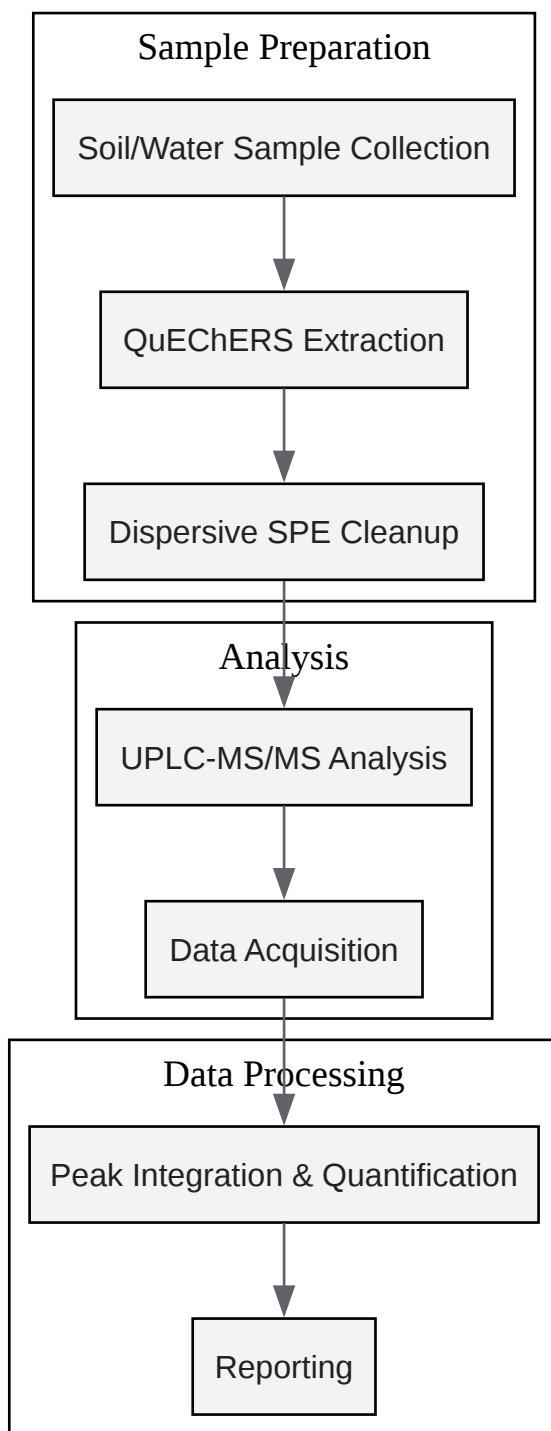 Sample Preparation
Soil/Water Sample Collection
QuEChERS Extraction
Dispersive SPE Cleanup
Analysis
UPLC-MS/MS Analysis
Data Acquisition
Data Processing
Peak Integration & Quantification
Reporting